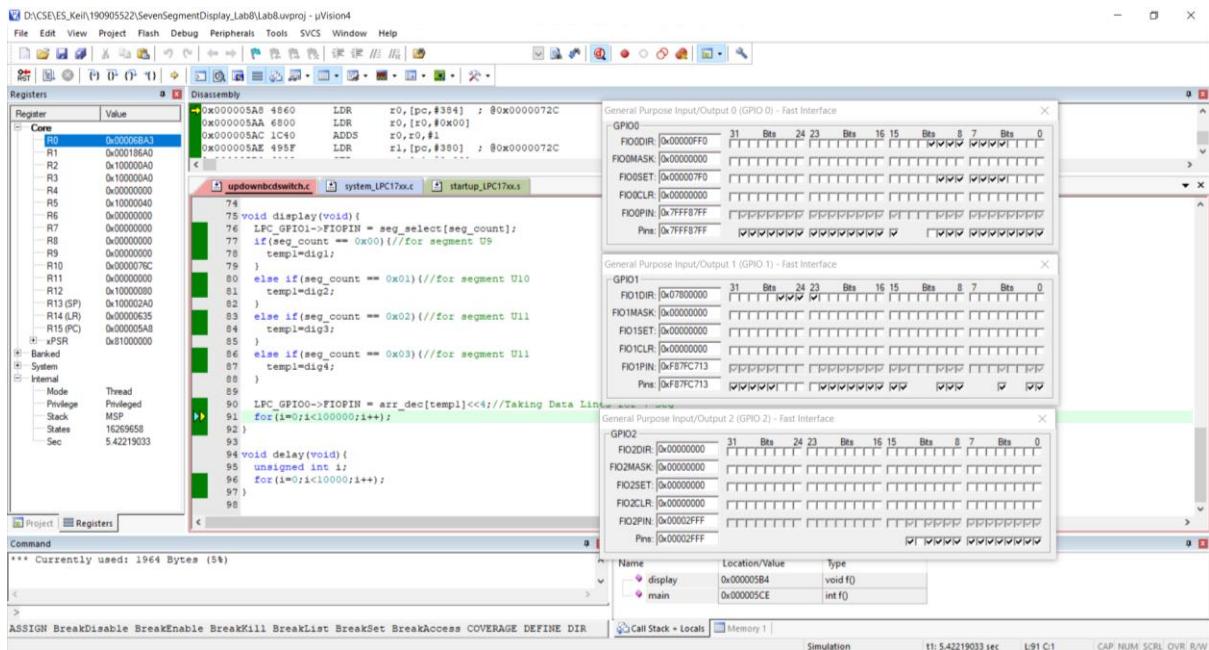 D:\CSE\ES_Keil\190905522\SevenSegmentDisplay_Lab8\Lab8.uvproj - µVision4
File Edit View Project Flash Debug Peripherals Tools SVCS Window Help
Registers
Register Value
Core
R0 0x00006BA3
R1 0x000186A0
R2 0x100000A0
R3 0x100000A0
R4 0x00000000
R5 0x10000040
R6 0x00000000
R7 0x00000000
R8 0x00000000
R9 0x00000000
R10 0x0000076C
R11 0x00000000
R12 0x10000080
R13 (SP) 0x100002A0
R14 (LR) 0x00000635
R15 (PC) 0x000005A8
xPSR 0x81000000
Banked
System
Internal
Mode Thread
Privilege Privileged
Stack MSP
States 16269658
Sec 5.42219033
Project Registers
Disassembly
0x000005A8 4860 LDR r0,[pc,#384] ; @0x0000072C
0x000005AA 6800 LDR r0,[r0,#0x00]
0x000005AC 1C40 ADDS r0,r0,#1
0x000005AE 495F LDR r1,[pc,#380] ; @0x0000072C
updownbcdswitch.c system_LPC17xx.c startup_LPC17xx.s
74
75 void display(void){
76 LPC_GPIO1->FIOPIN = seg_select[seg_count];
77 if(seg_count == 0x00){//for segment U9
78 temp1=dig1;
79 }
80 else if(seg_count == 0x01){//for segment U10
81 temp1=dig2;
82 }
83 else if(seg_count == 0x02){//for segment U11
84 temp1=dig3;
85 }
86 else if(seg_count == 0x03){//for segment U11
87 temp1=dig4;
88 }
89
90 LPC_GPIO0->FIOPIN = arr_dec[temp1]<<4;//Taking Data Lines
91 for(i=0;i<100000;i++);
92 }
93
94 void delay(void){
95 unsigned int i;
96 for(i=0;i<10000;i++);
97 }
98
General Purpose Input/Output 0 (GPIO 0) - Fast Interface
GPIO0
31 Bits 24 23 Bits 16 15 Bits 8 7 Bits 0
FIO0DIR: 0x00000FF0
FIO0MASK: 0x00000000
FIO0SET: 0x000007F0
FIO0CLR: 0x00000000
FIO0PIN: 0x7FFF87FF
Pins: 0x7FFF87FF
General Purpose Input/Output 1 (GPIO 1) - Fast Interface
GPIO1
31 Bits 24 23 Bits 16 15 Bits 8 7 Bits 0
FIO1DIR: 0x07800000
FIO1MASK: 0x00000000
FIO1SET: 0x00000000
FIO1CLR: 0x00000000
FIO1PIN: 0xF87FC713
Pins: 0xF87FC713
General Purpose Input/Output 2 (GPIO 2) - Fast Interface
GPIO2
31 Bits 24 23 Bits 16 15 Bits 8 7 Bits 0
FIO2DIR: 0x00000000
FIO2MASK: 0x00000000
FIO2SET: 0x00000000
FIO2CLR: 0x00000000
FIO2PIN: 0x00002FFF
Pins: 0x00002FFF
Command
*** Currently used: 1964 Bytes (5%)
>
ASSIGN BreakDisable BreakEnable BreakKill BreakList BreakSet BreakAccess COVERAGE DEFINE DIR
Name Location/Value Type
display 0x000005B4 void f()
main 0x000005CE int f()
Call Stack + Locals Memory 1
Simulation t1: 5.42219033 sec L:91 C:1 CAP NUM SCRL OVR R/W